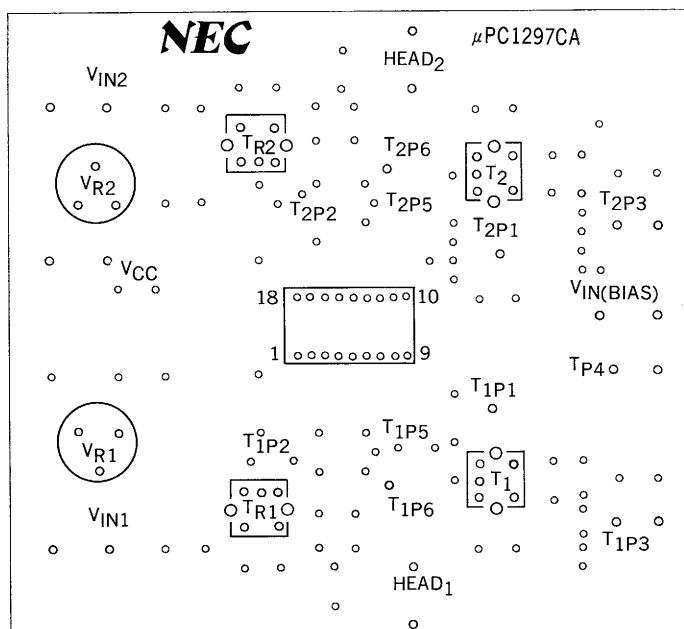 NEC
μPC1297CA
HEAD2
VIN2
TR2
T2P6
T2
VR2
T2P2
T2P5
T2P3
T2P1
VCC
VIN(BIAS)
18
10
1
9
TP4
T1P1
T1P5
T1P2
VR1
T1
TR1
T1P6
VIN1
T1P3
HEAD1